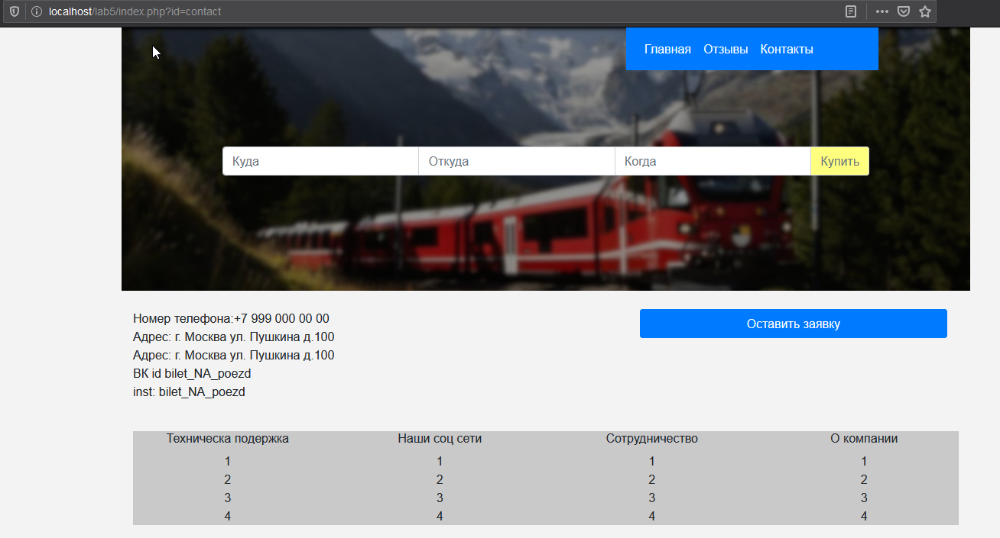 localhost/lab5/index.php?id=contact
Главная Отзывы Контакты
Куда Откуда Когда Купить
Номер телефона:+7 999 000 00 00
Оставить заявку
Адрес: г. Москва ул. Пушкина д.100
Адрес: г. Москва ул. Пушкина д.100
ВК id bilet_NA_poezd
inst: bilet_NA_poezd
Техническа подержка Наши соц сети Сотрудничество О компании
1 1 1 1
2 2 2 2
3 3 3 3
4 4 4 4